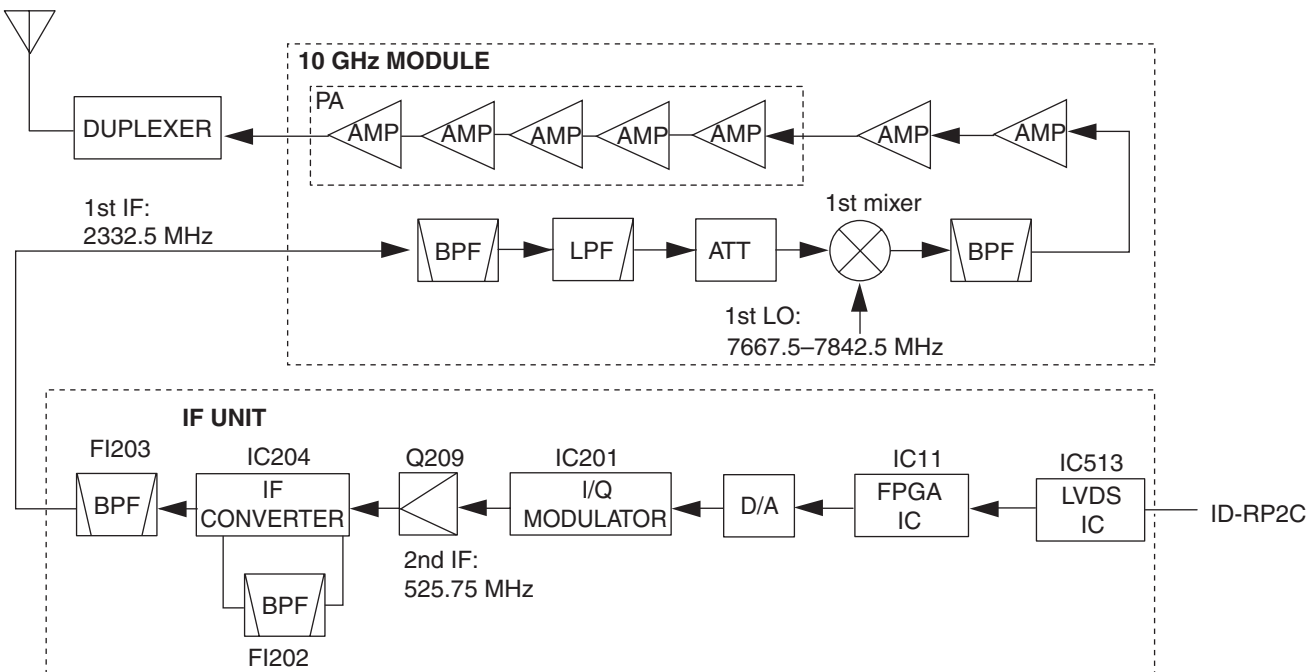 10 GHz MODULE
PA
DUPLEXER
AMP
AMP
AMP
AMP
AMP
AMP
AMP
1st IF:
2332.5 MHz
1st mixer
BPF
LPF
ATT
BPF
1st LO:
7667.5–7842.5 MHz
IF UNIT
FI203
IC204
Q209
IC201
IC11
IC513
BPF
IF
CONVERTER
I/Q
MODULATOR
D/A
FPGA
IC
LVDS
IC
ID-RP2C
2nd IF:
525.75 MHz
BPF
FI202